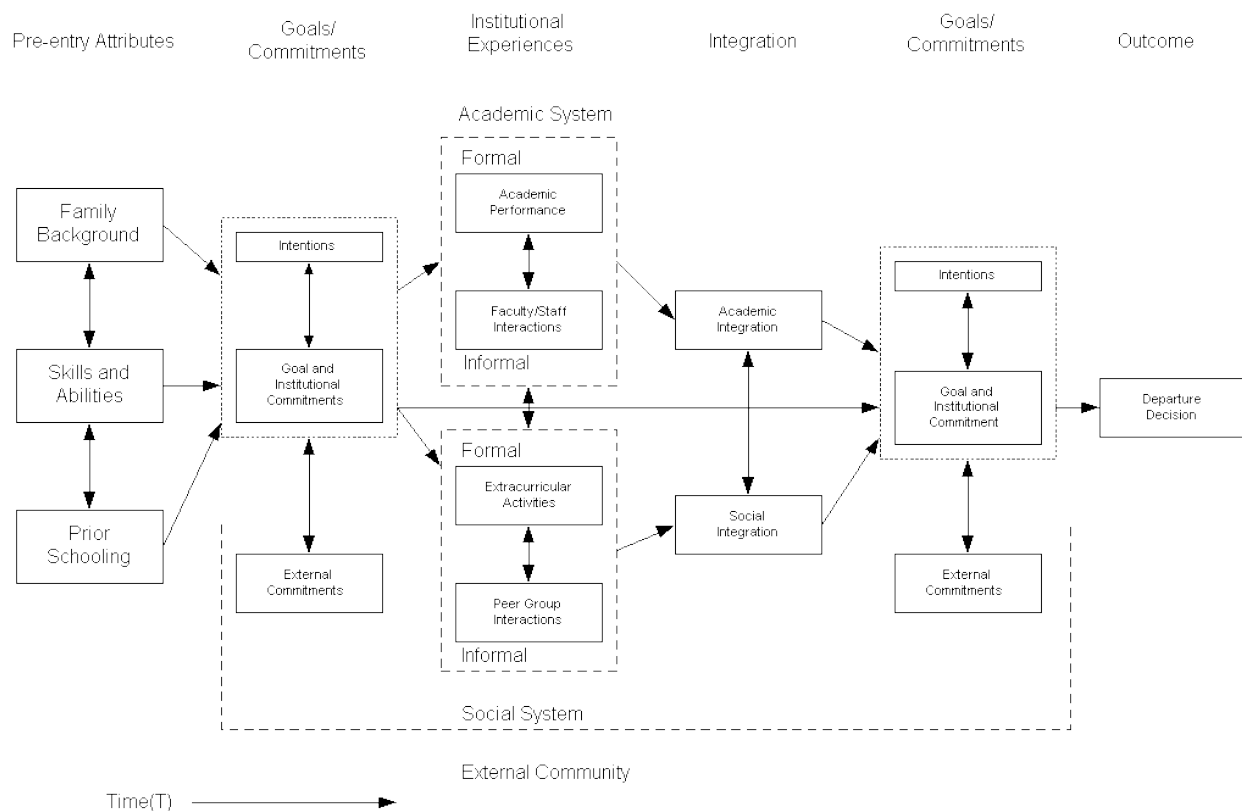 Pre-entry Attributes
Goals/
Commitments
Institutional
Experiences
Integration
Goals/
Commitments
Outcome
Academic System
Formal
Academic
Performance
Faculty/Staff
Interactions
Informal
Family
Background
Skills and
Abilities
Prior
Schooling
Intentions
Goal and
Institutional
Commitments
External
Commitments
Formal
Extracurricular
Activities
Peer Group
Interactions
Informal
Social System
Academic
Integration
Social
Integration
Intentions
Goal and
Institutional
Commitment
External
Commitments
Departure
Decision
External Community
Time(T)